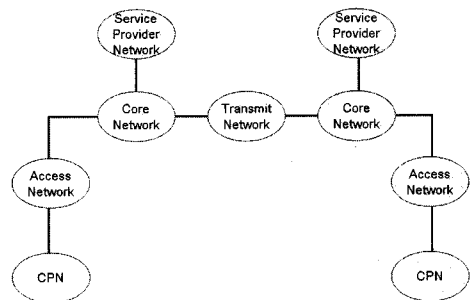 Service
Provider
Network
Service
Provider
Network
Core
Network
Transmit
Network
Core
Network
Access
Network
Access
Network
CPN
CPN